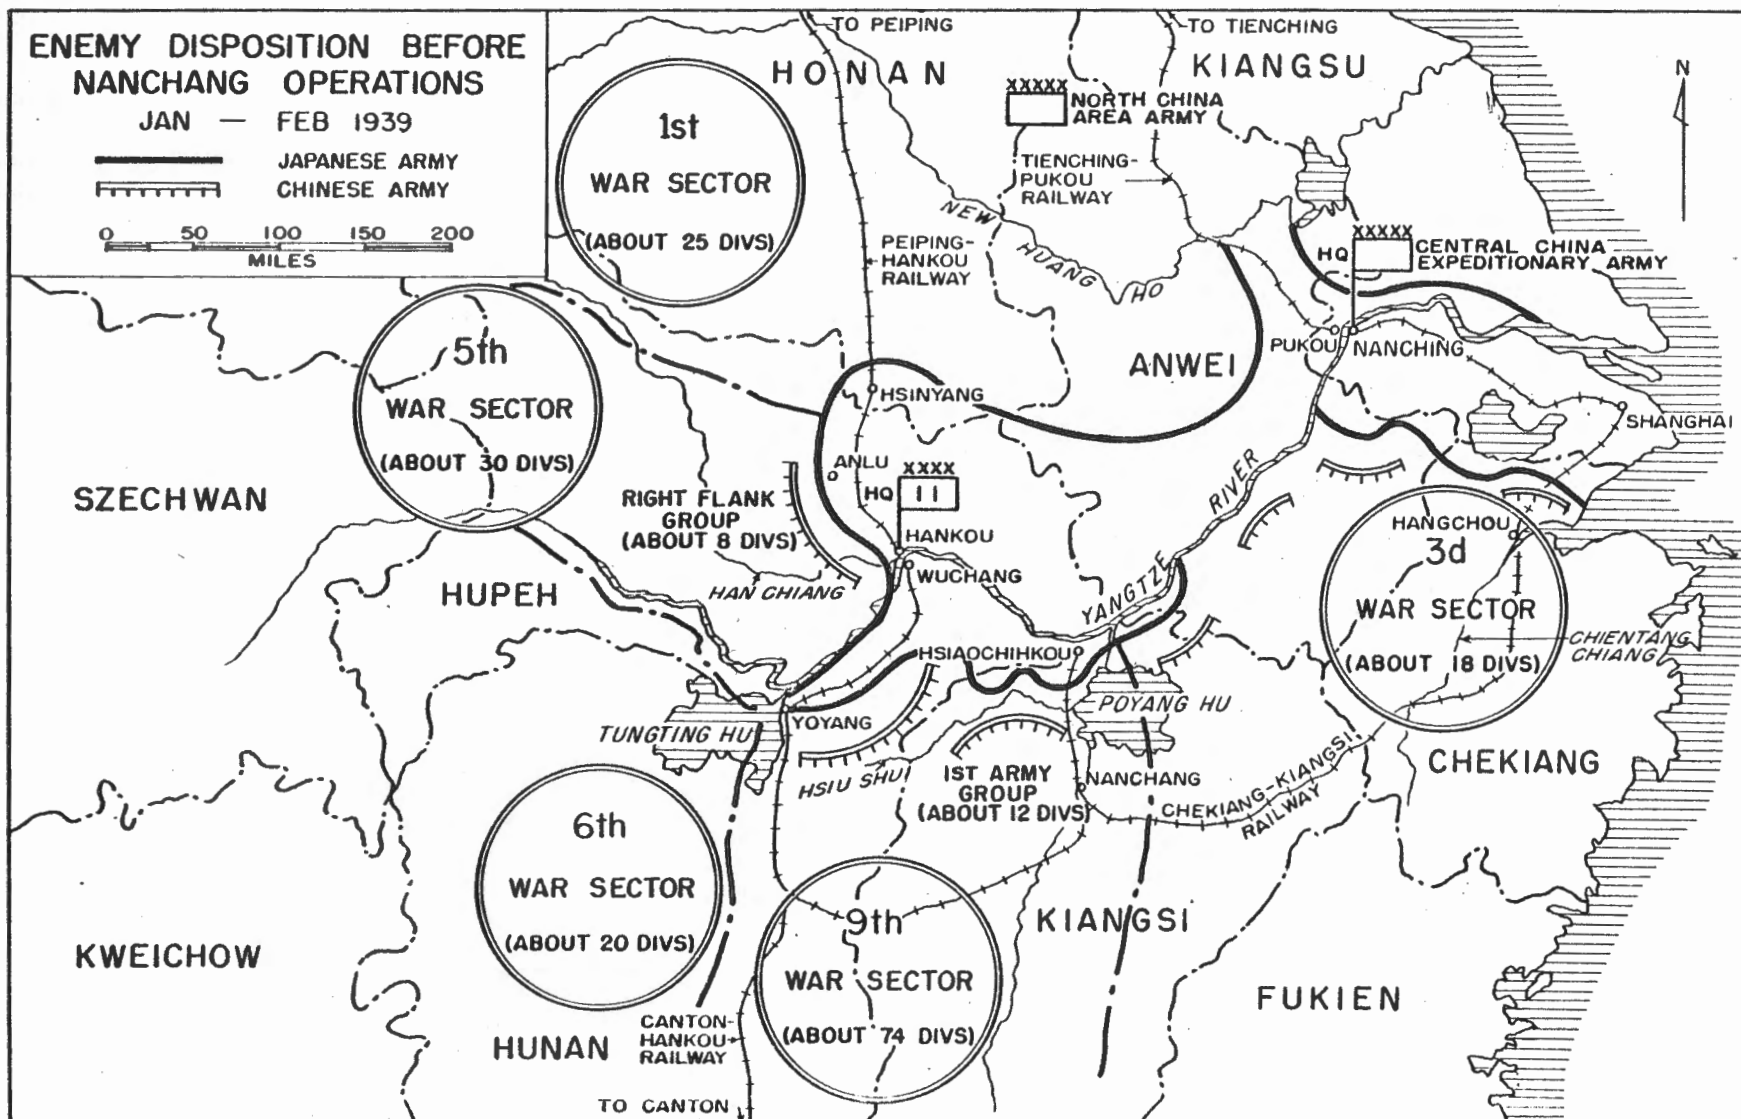 ENEMY DISPOSITION BEFORE
NANCHANG OPERATIONS
JAN — FEB 1939
JAPANESE ARMY
CHINESE ARMY
0 50 100 150 200
MILES
TO PEIPING
TO TIENCHING
HONAN
KIANGSU
N
1st
WAR SECTOR
(ABOUT 25 DIVS)
XXXXX
NORTH CHINA
AREA ARMY
TIENCHING-
PUKOU
RAILWAY
NEW HUANG HO
PEIPING-
HANKOU
RAILWAY
XXXXX
HQ
CENTRAL CHINA
EXPEDITIONARY ARMY
PUKOU
NANCHING
ANWEI
SHANGHAI
5th
WAR SECTOR
(ABOUT 30 DIVS)
HSINYANG
ANLU
XXXX
HQ
11
HANKOU
WUCHANG
SZECHWAN
RIGHT FLANK
GROUP
(ABOUT 8 DIVS)
HAN CHIANG
HUPEH
YANGTZE RIVER
HANGCHOU
3d
WAR SECTOR
(ABOUT 18 DIVS)
CHIENTANG
CHIANG
HSIAOCHIHKOU
POYANG HU
TUNGTING HU
YOYANG
HSIU SHUI
1ST ARMY
GROUP
(ABOUT 12 DIVS)
NANCHANG
CHEKIANG-KIANGSI
RAILWAY
CHEKIANG
6th
WAR SECTOR
(ABOUT 20 DIVS)
9th
WAR SECTOR
(ABOUT 74 DIVS)
KIANGSI
KWEICHOW
FUKIEN
HUNAN
CANTON-
HANKOU
RAILWAY
TO CANTON